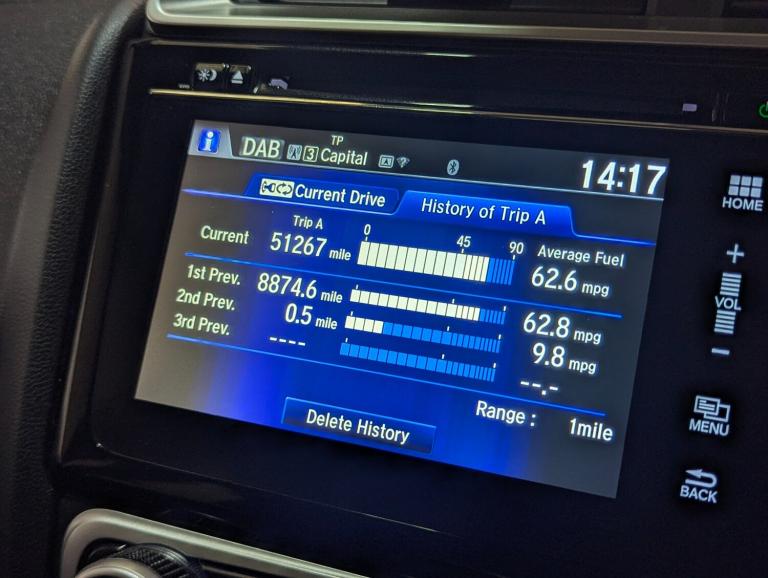 i DAB 3 Capital TP 14:17
Current Drive History of Trip A
Trip A 0 45 90 Average Fuel
Current 51267 mile 62.6 mpg
1st Prev. 8874.6 mile 62.8 mpg
2nd Prev. 0.5 mile 9.8 mpg
3rd Prev. ---- --.-
Range : 1mile
Delete History
HOME
+
VOL
−
MENU
BACK